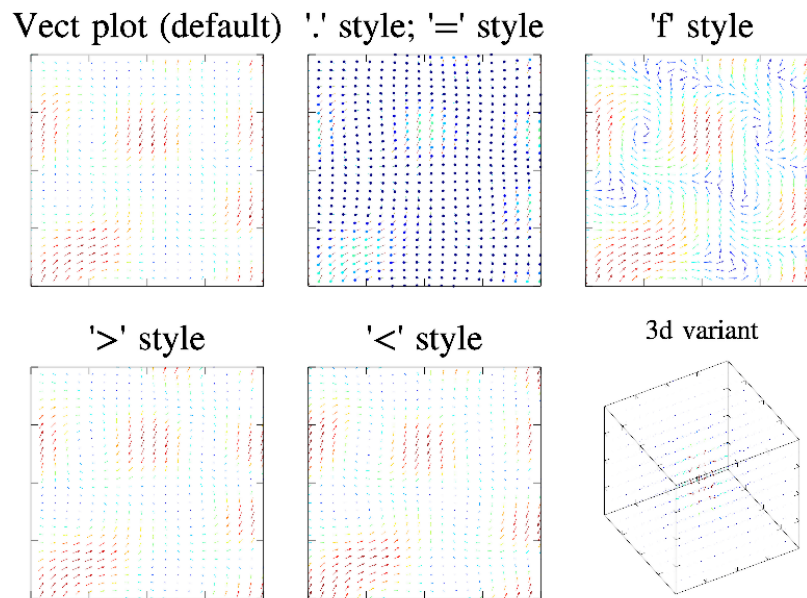 Vect plot (default)
'.' style; '=' style
'f' style
'>' style
'<' style
3d variant